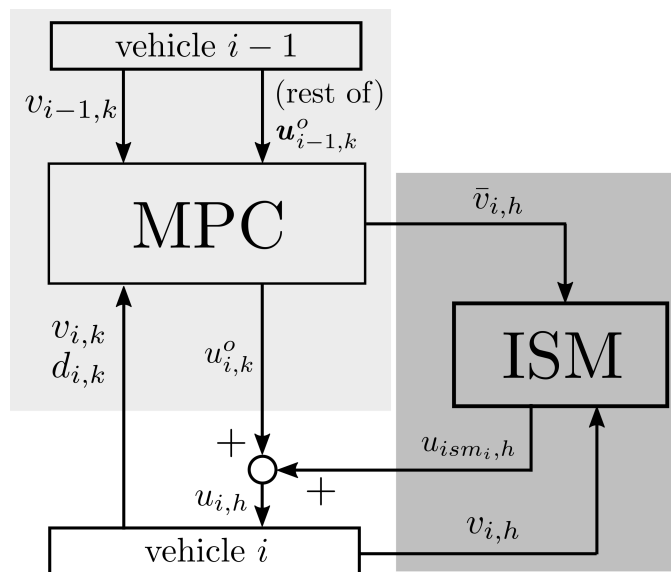 vehicle i − 1
v_{i−1,k}
(rest of)
u^o_{i−1,k}
MPC
v̄_{i,h}
v_{i,k}
d_{i,k}
u^o_{i,k}
ISM
+
u_{ism_i,h}
+
u_{i,h}
v_{i,h}
vehicle i